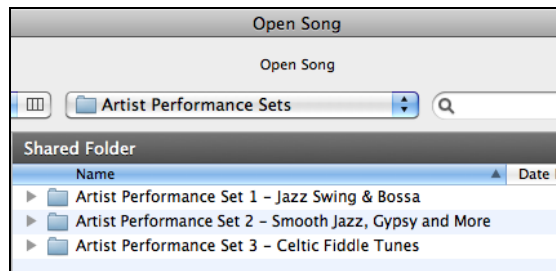 Open Song
Open Song
Artist Performance Sets
Shared Folder
Name Date
Artist Performance Set 1 – Jazz Swing & Bossa
Artist Performance Set 2 – Smooth Jazz, Gypsy and More
Artist Performance Set 3 – Celtic Fiddle Tunes